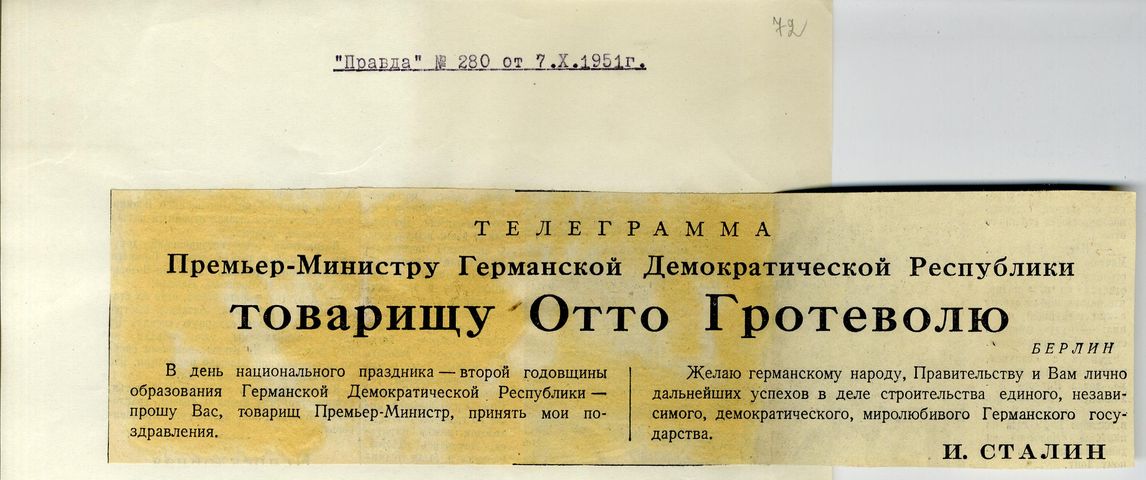 72
"Правда" № 280 от 7.X.1951г.
ТЕЛЕГРАММА
Премьер-Министру Германской Демократической Республики
товарищу Отто Гротеволю
БЕРЛИН
В день национального праздника — второй годовщины
образования Германской Демократической Республики —
прошу Вас, товарищ Премьер-Министр, принять мои по-
здравления.
Желаю германскому народу, Правительству и Вам лично
дальнейших успехов в деле строительства единого, незави-
симого, демократического, миролюбивого Германского госу-
дарства.
И. СТАЛИН